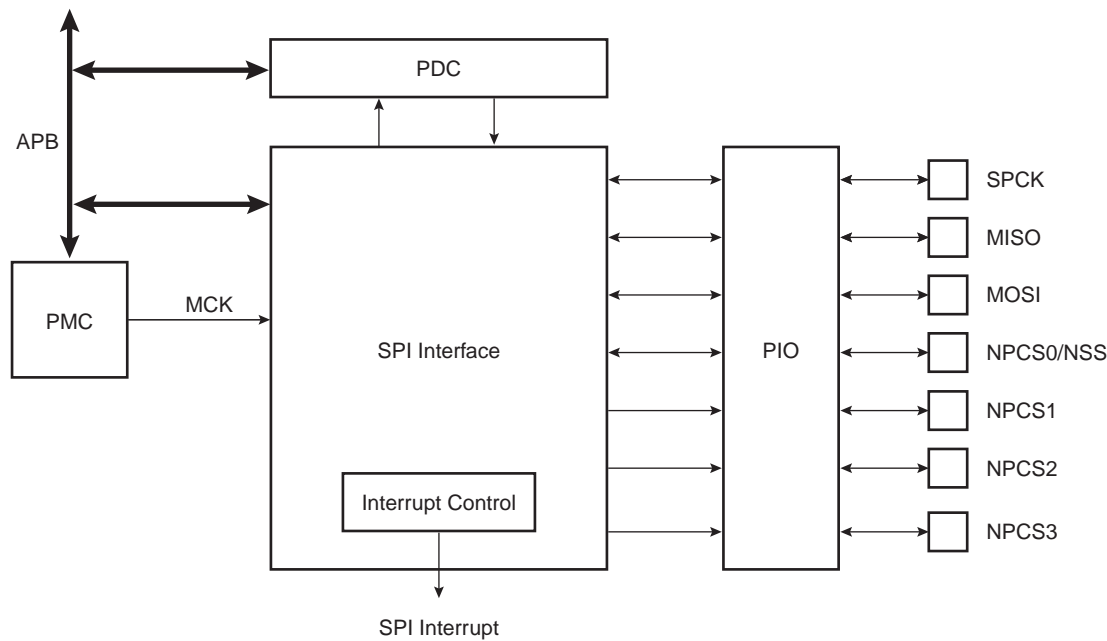 PDC
APB
SPCK
MISO
MOSI
MCK
PMC
SPI Interface
PIO
NPCS0/NSS
NPCS1
NPCS2
Interrupt Control
NPCS3
SPI Interrupt